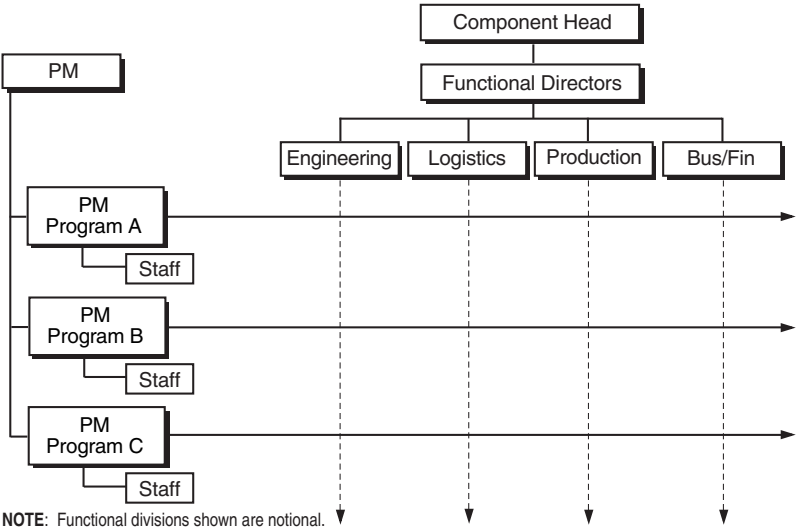 Component Head
PM
Functional Directors
Engineering
Logistics
Production
Bus/Fin
PM
Program A
Staff
PM
Program B
Staff
PM
Program C
Staff
NOTE: Functional divisions shown are notional.